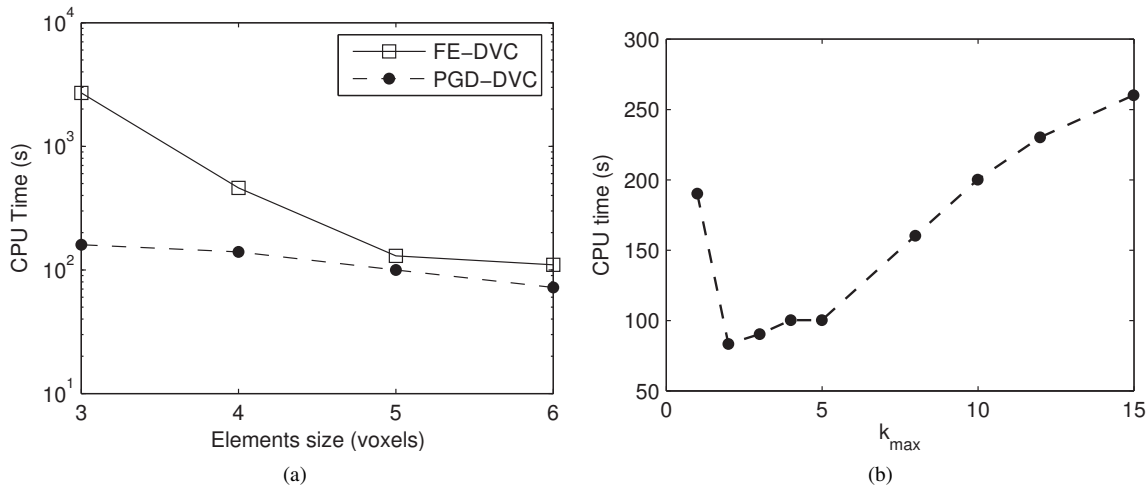 10^4
10^3
10^2
10^1
CPU Time (s)
FE−DVC
PGD−DVC
3 4 5 6
Elements size (voxels)
(a)
300
250
200
150
100
50
CPU time (s)
0 5 10 15
k_max
(b)